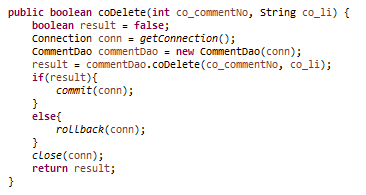 public boolean coDelete(int co_commentNo, String co_li) {
    boolean result = false;
    Connection conn = getConnection();
    CommentDao commentDao = new CommentDao(conn);
    result = commentDao.coDelete(co_commentNo, co_li);
    if(result){
        commit(conn);
    }
    else{
        rollback(conn);
    }
    close(conn);
    return result;
}